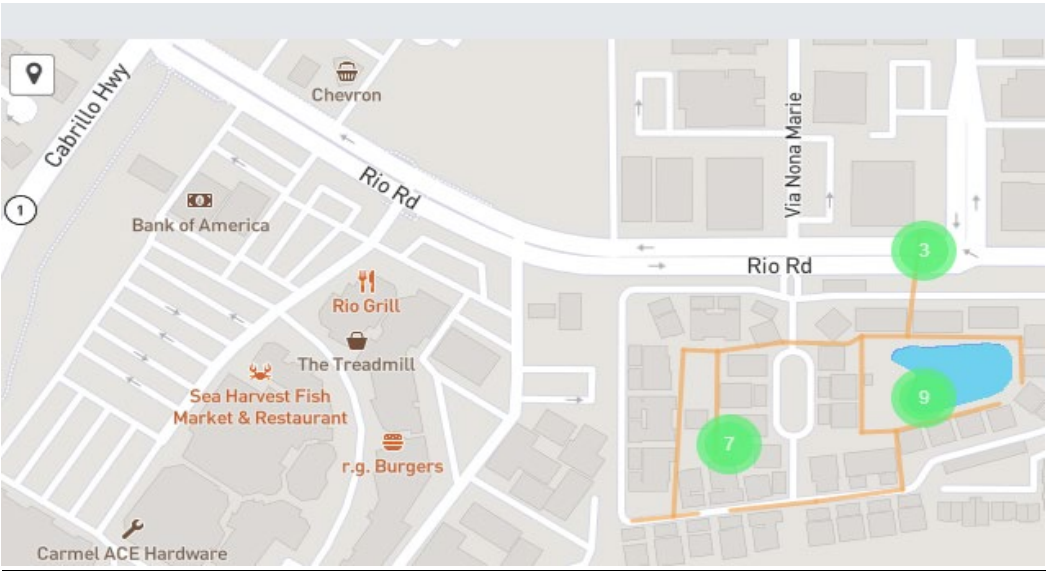 Cabrillo Hwy
Chevron
1
Bank of America
Rio Rd
Via Nona Marie
3
Rio Rd
Rio Grill
The Treadmill
Sea Harvest Fish
Market & Restaurant
9
7
r.g. Burgers
Carmel ACE Hardware